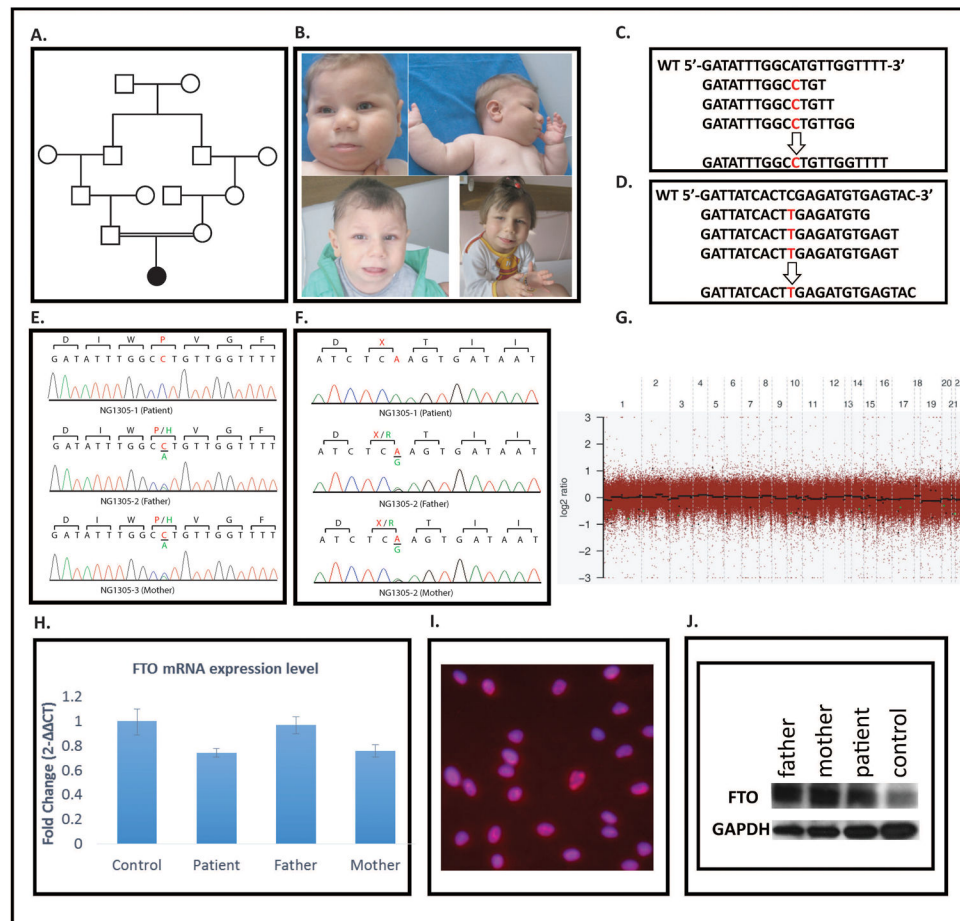 A.
B.
C.
WT 5’-GATATTTGGCATGTTGGTTTT-3’
GATATTTGGCCTGT
GATATTTGGCCTGTT
GATATTTGGCCTGTTGG
GATATTTGGCCTGTTGGTTTT
D.
WT 5’-GATTATCACTCGAGATGTGAGTAC-3’
GATTATCACTTGAGATGTG
GATTATCACTTGAGATGTGAGT
GATTATCACTTGAGATGTGAGT
GATTATCACTTGAGATGTGAGTAC
E.
D I W P V G F
G A T A T T T G G C C T G T T G G T T T T
NG1305-1 (Patient)
D I W P/H V G F
G A T A T T T G G C C T G T T G G T T T T
A
NG1305-2 (Father)
D I W P/H V G F
G A T A T T T G G C C T G T T G G T T T T
A
NG1305-3 (Mother)
F.
D X T I I
A T C T C A A G T G A T A A T
NG1305-1 (Patient)
D X/R T I I
A T C T C A A G T G A T A A T
G
NG1305-2 (Father)
D X/R T I I
A T C T C A A G T G A T A A T
G
NG1305-2 (Mother)
G.
2 4 6 8 10 12 14 16 18 20 2
1 3 5 7 9 11 13 15 17 19 21
log2 ratio
3
2
1
0
−1
−2
−3
H.
FTO mRNA expression level
Fold Change (2-ΔΔCT)
1.2
1
0.8
0.6
0.4
0.2
0
Control Patient Father Mother
I.
J.
father mother patient control
FTO
GAPDH